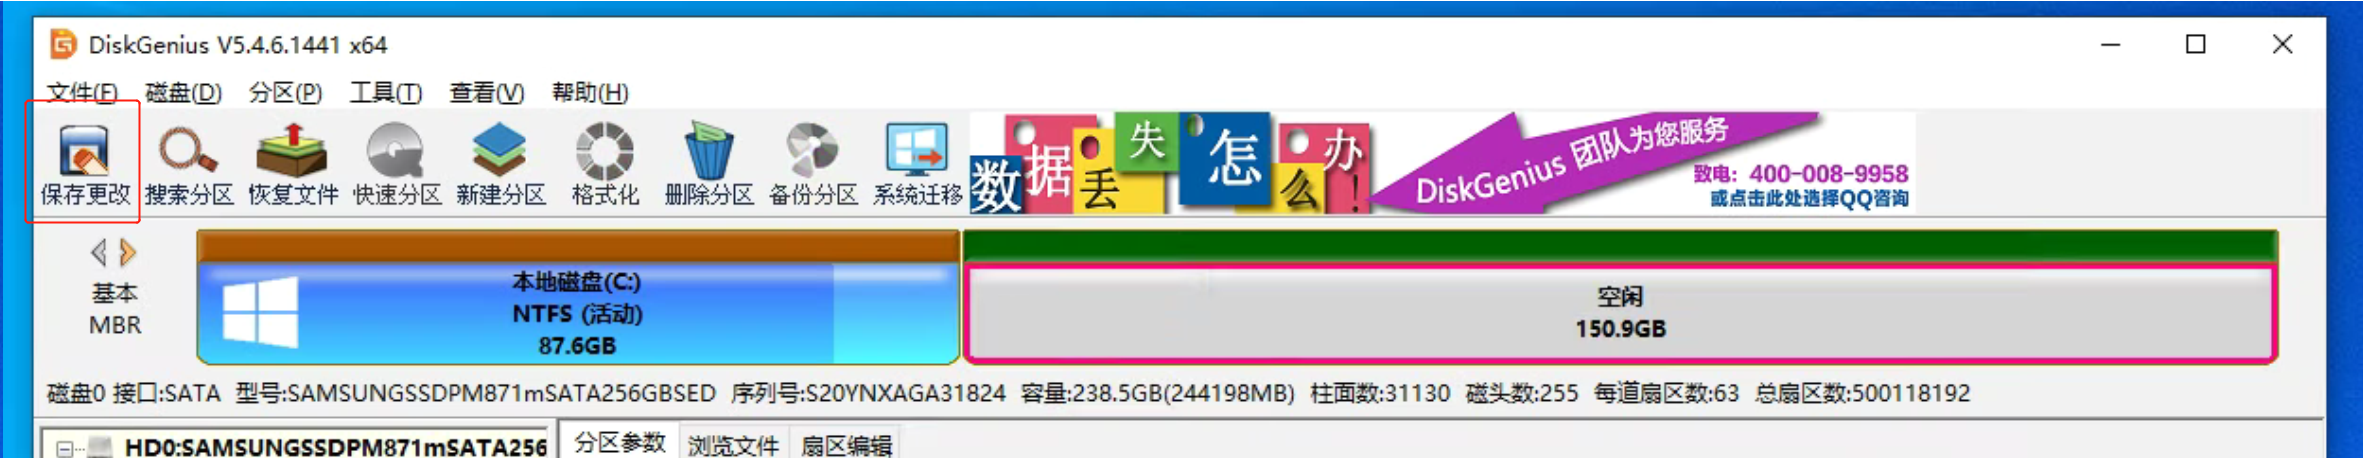 DiskGenius V5.4.6.1441 x64
文件(F) 磁盘(D) 分区(P) 工具(T) 查看(V) 帮助(H)
保存更改 搜索分区 恢复文件 快速分区 新建分区 格式化 删除分区 备份分区 系统迁移
数据丢失怎么办!
DiskGenius 团队为您服务
致电：400-008-9958
或点击此处选择QQ咨询
基本
MBR
本地磁盘(C:)
NTFS (活动)
87.6GB
空闲
150.9GB
磁盘0 接口:SATA 型号:SAMSUNGSSDPM871mSATA256GBSED 序列号:S20YNXAGA31824 容量:238.5GB(244198MB) 柱面数:31130 磁头数:255 每道扇区数:63 总扇区数:500118192
HD0:SAMSUNGSSDPM871mSATA256 分区参数 浏览文件 扇区编辑